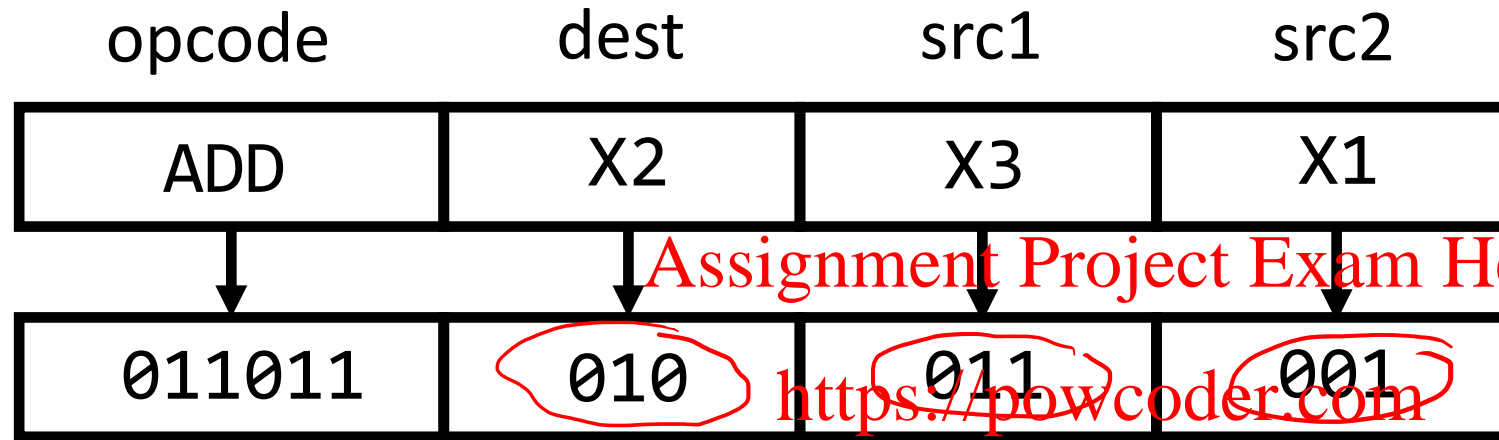 opcode dest src1 src2
ADD X2 X3 X1
Assignment Project Exam
011011 010 011 001
https://powcoder.com